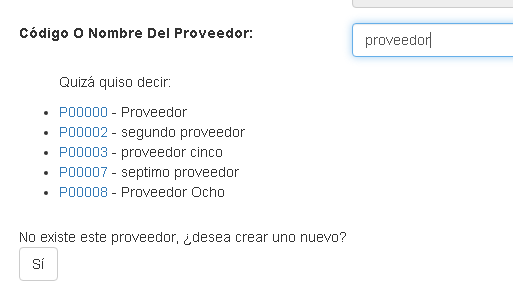 Código O Nombre Del Proveedor:
proveedor
Quizá quiso decir:
P00000 - Proveedor
P00002 - segundo proveedor
P00003 - proveedor cinco
P00007 - septimo proveedor
P00008 - Proveedor Ocho
No existe este proveedor, ¿desea crear uno nuevo?
Sí